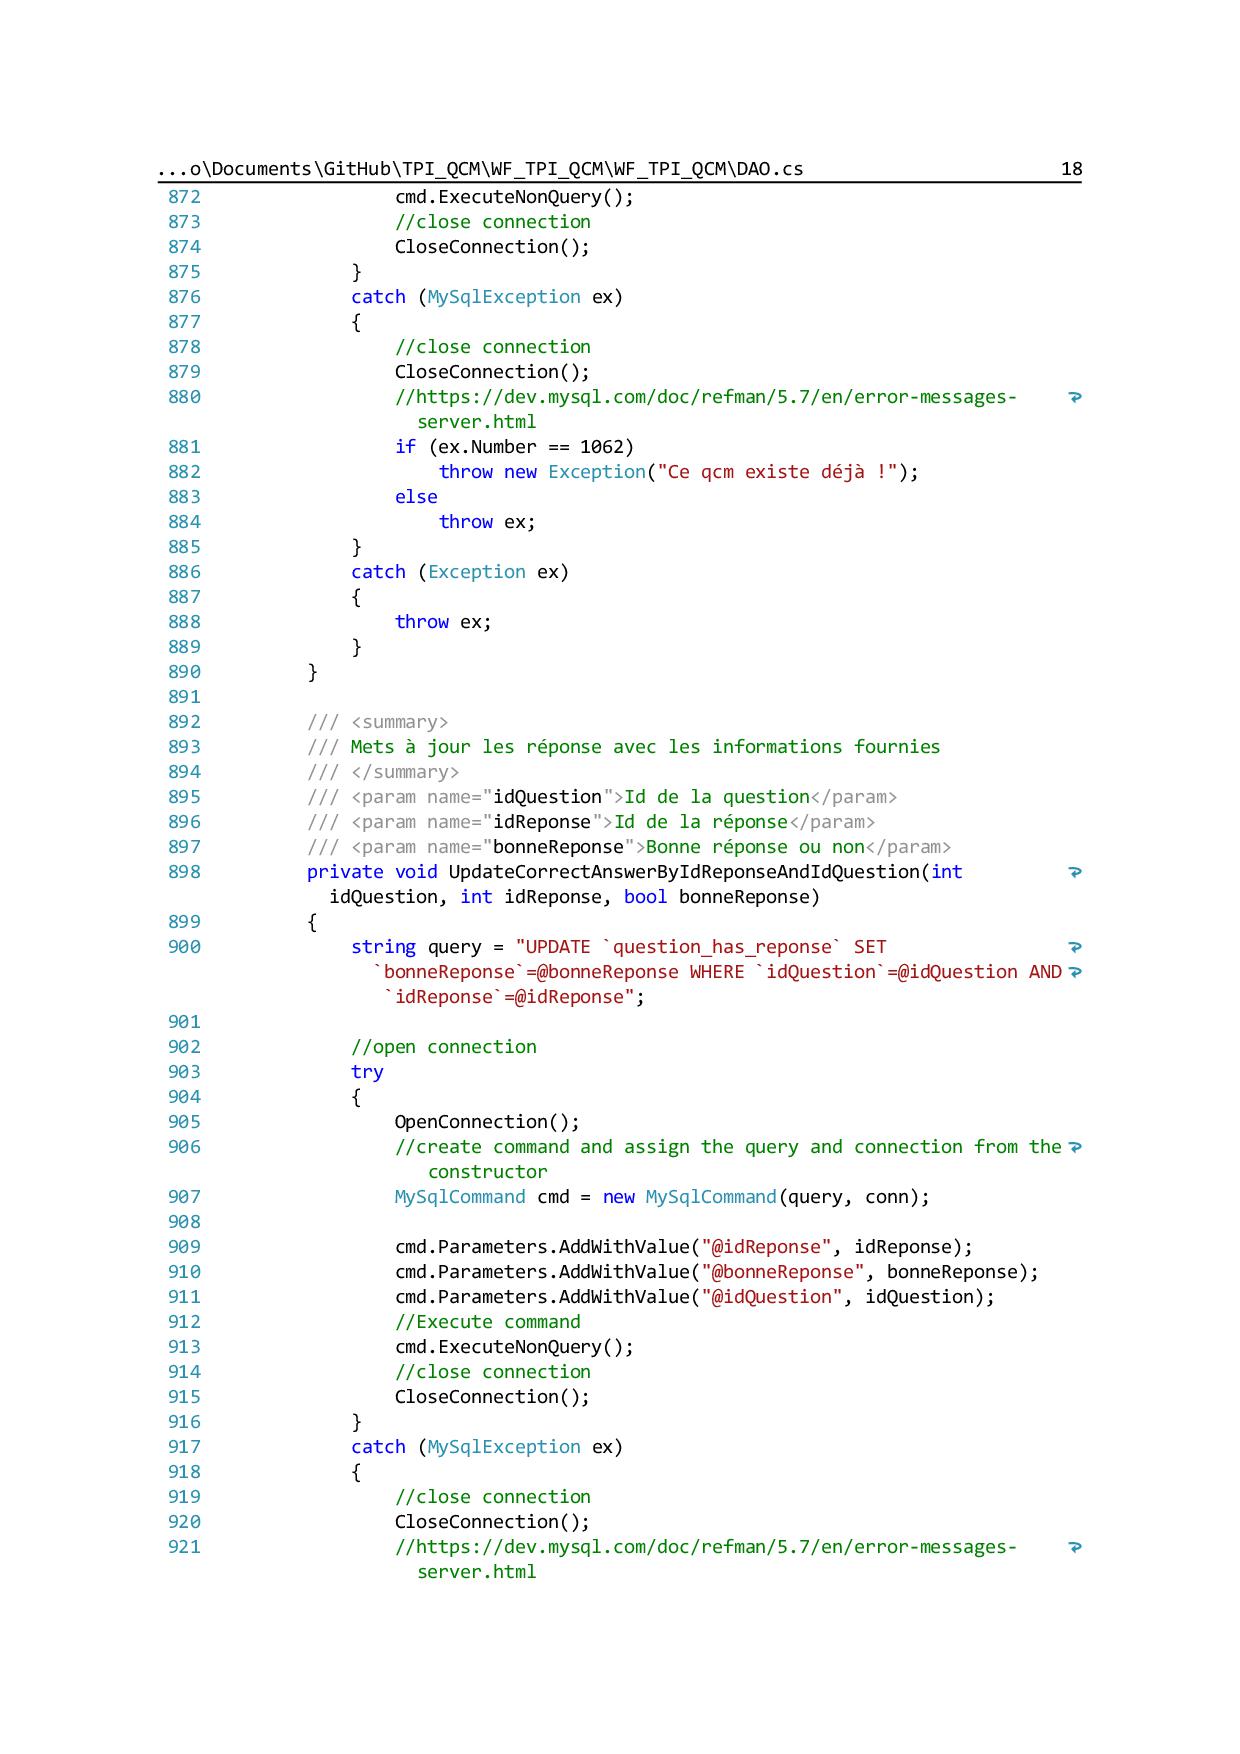 ...o\Documents\GitHub\TPI_QCM\WF_TPI_QCM\WF_TPI_QCM\DAO.cs 18
872 cmd.ExecuteNonQuery();
873 //close connection
874 CloseConnection();
875 }
876 catch (MySqlException ex)
877 {
878 //close connection
879 CloseConnection();
880 //https://dev.mysql.com/doc/refman/5.7/en/error-messages-
server.html
881 if (ex.Number == 1062)
882 throw new Exception("Ce qcm existe déjà !");
883 else
884 throw ex;
885 }
886 catch (Exception ex)
887 {
888 throw ex;
889 }
890 }
891
892 /// <summary>
893 /// Mets à jour les réponse avec les informations fournies
894 /// </summary>
895 /// <param name="idQuestion">Id de la question</param>
896 /// <param name="idReponse">Id de la réponse</param>
897 /// <param name="bonneReponse">Bonne réponse ou non</param>
898 private void UpdateCorrectAnswerByIdReponseAndIdQuestion(int
idQuestion, int idReponse, bool bonneReponse)
899 {
900 string query = "UPDATE `question_has_reponse` SET
`bonneReponse`=@bonneReponse WHERE `idQuestion`=@idQuestion AND
`idReponse`=@idReponse";
901
902 //open connection
903 try
904 {
905 OpenConnection();
906 //create command and assign the query and connection from the
constructor
907 MySqlCommand cmd = new MySqlCommand(query, conn);
908
909 cmd.Parameters.AddWithValue("@idReponse", idReponse);
910 cmd.Parameters.AddWithValue("@bonneReponse", bonneReponse);
911 cmd.Parameters.AddWithValue("@idQuestion", idQuestion);
912 //Execute command
913 cmd.ExecuteNonQuery();
914 //close connection
915 CloseConnection();
916 }
917 catch (MySqlException ex)
918 {
919 //close connection
920 CloseConnection();
921 //https://dev.mysql.com/doc/refman/5.7/en/error-messages-
server.html